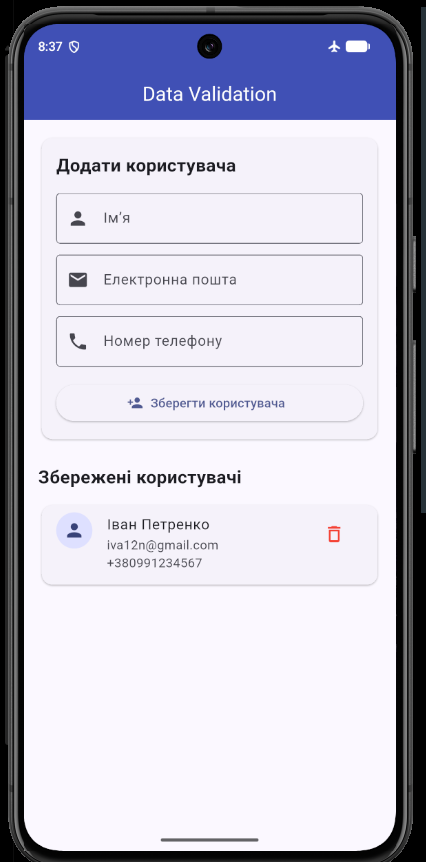 8:37
Data Validation
Додати користувача
Ім’я
Електронна пошта
Номер телефону
Зберегти користувача
Збережені користувачі
Іван Петренко
iva12n@gmail.com
+380991234567